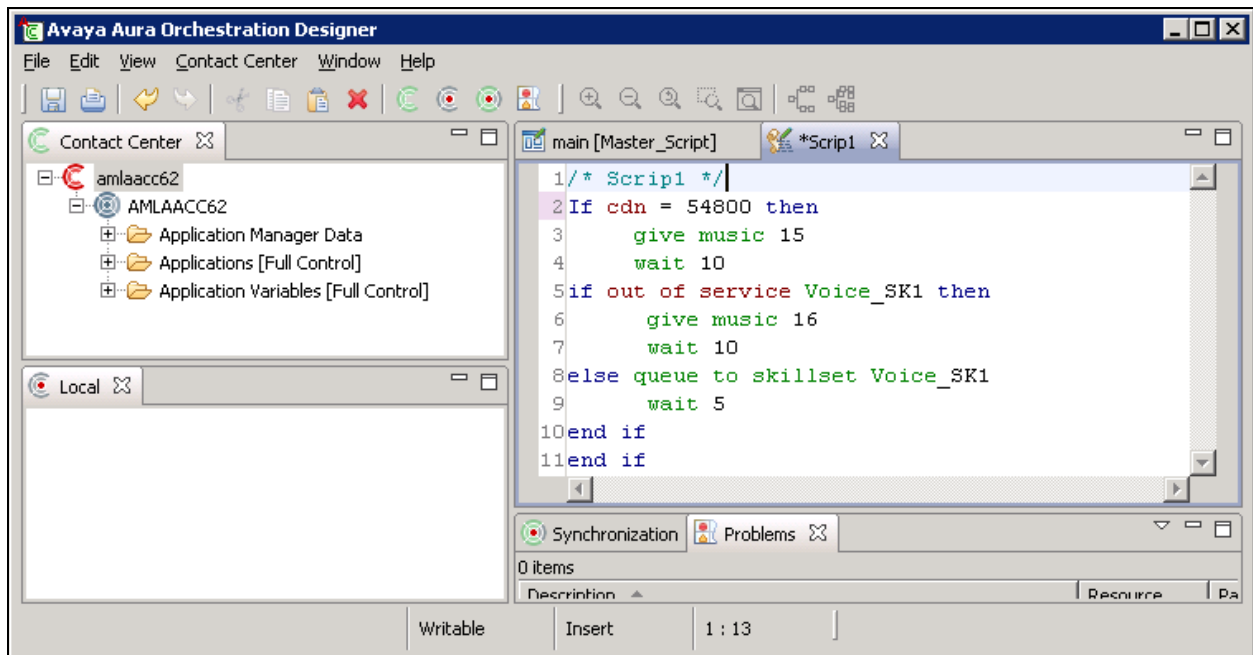 Avaya Aura Orchestration Designer
File Edit View Contact Center Window Help
Contact Center
amlaacc62
AMLAACC62
Application Manager Data
Applications [Full Control]
Application Variables [Full Control]
Local
main [Master_Script] *Scrip1
1/* Scrip1 */
2If cdn = 54800 then
3 give music 15
4 wait 10
5if out of service Voice_SK1 then
6 give music 16
7 wait 10
8else queue to skillset Voice_SK1
9 wait 5
10end if
11end if
Synchronization Problems
0 items
Description Resource Pa
Writable Insert 1 : 13